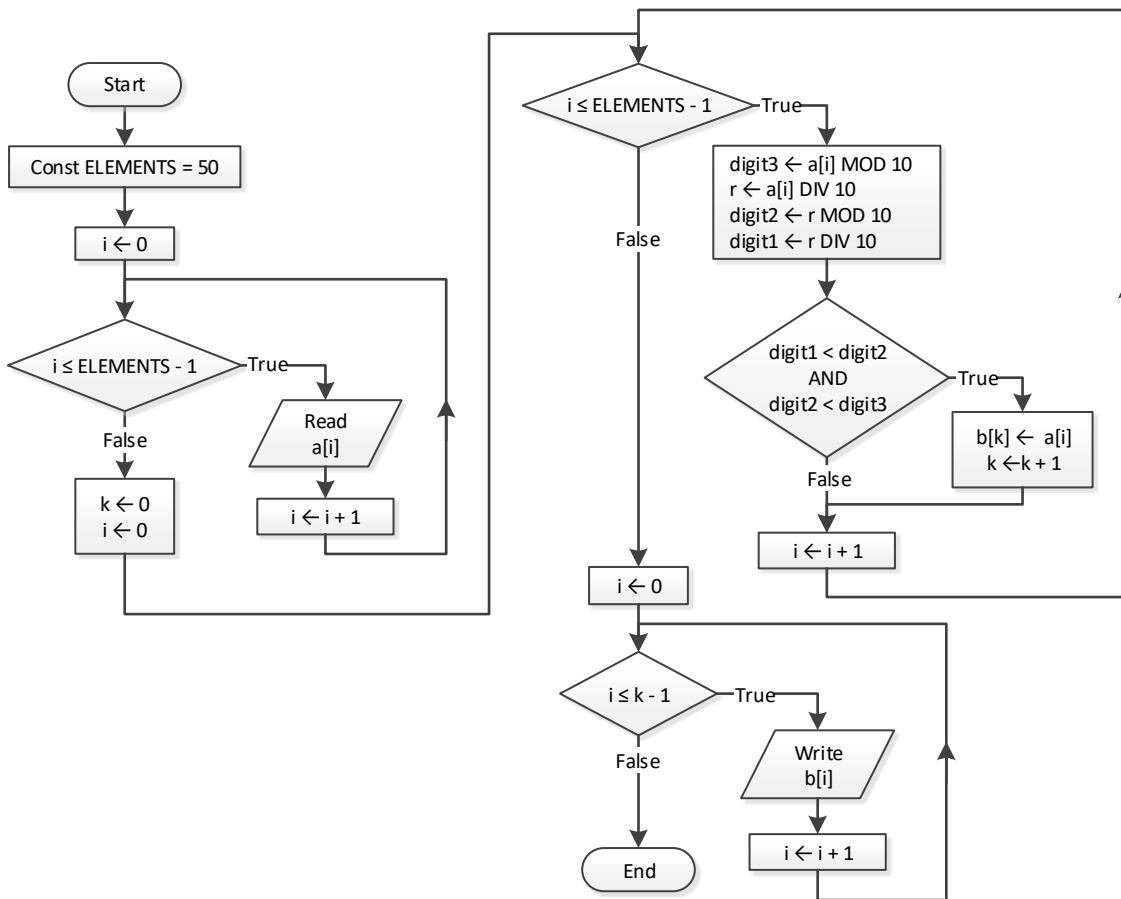 Start
Const ELEMENTS = 50
i ← 0
i ≤ ELEMENTS - 1
True
Read
a[i]
i ← i + 1
False
k ← 0
i ← 0
i ≤ ELEMENTS - 1
True
digit3 ← a[i] MOD 10
r ← a[i] DIV 10
digit2 ← r MOD 10
digit1 ← r DIV 10
digit1 < digit2
AND
digit2 < digit3
True
b[k] ← a[i]
k ←k + 1
False
i ← i + 1
False
i ← 0
i ≤ k - 1
True
Write
b[i]
i ← i + 1
False
End